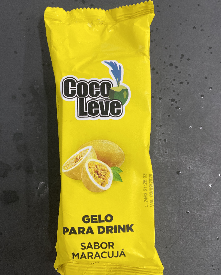 Coco
Leve
GELO
PARA DRINK
SABOR
MARACUJÁ